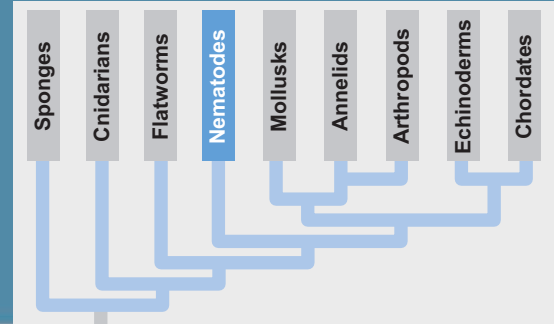 Sponges
Cnidarians
Flatworms
Nematodes
Mollusks
Annelids
Arthropods
Echinoderms
Chordates